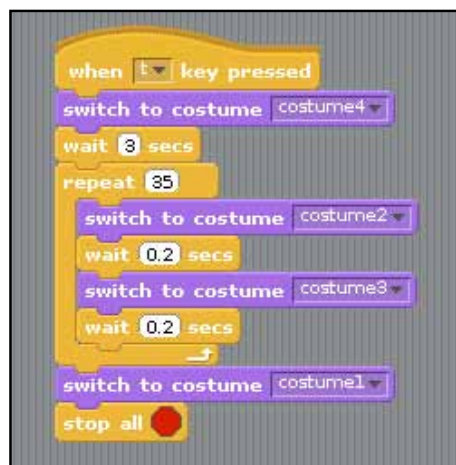 when t key pressed
switch to costume costume4
wait 3 secs
repeat 35
switch to costume costume2
wait 0.2 secs
switch to costume costume3
wait 0.2 secs
switch to costume costume1
stop all